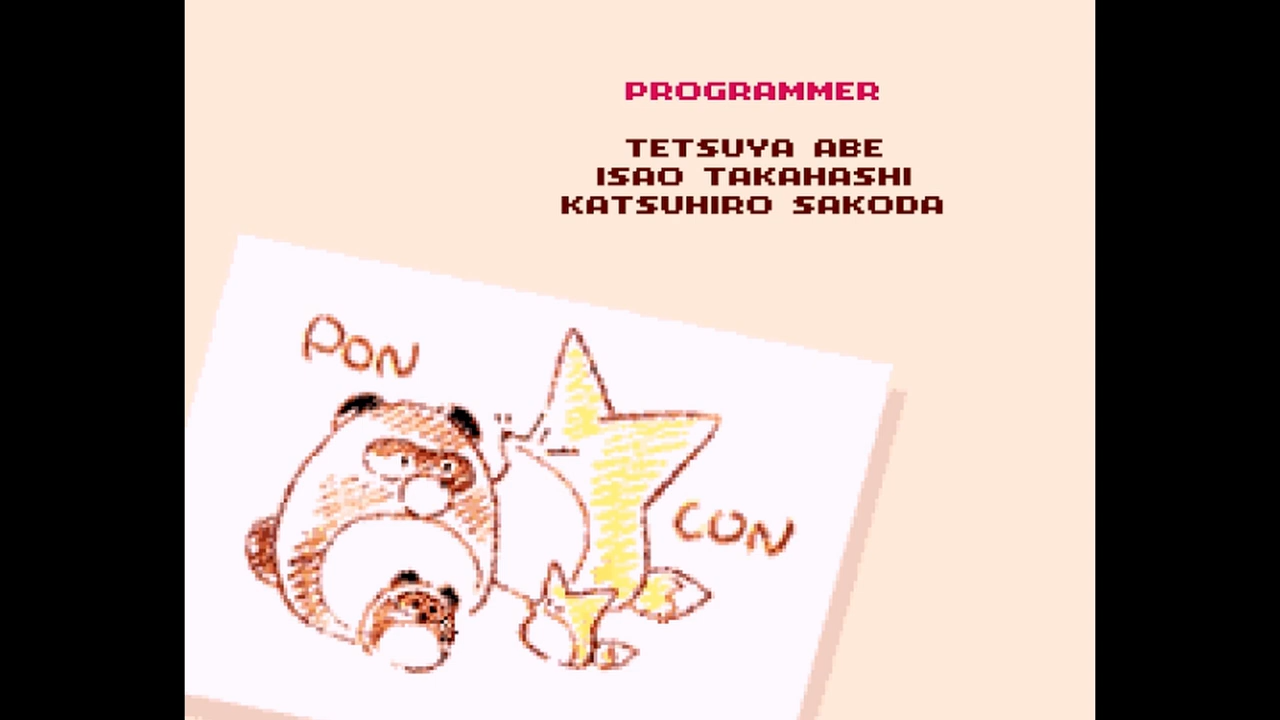 PROGRAMMER
TETSUYA ABE
ISAO TAKAHASHI
KATSUHIRO SAKODA
PON
CON